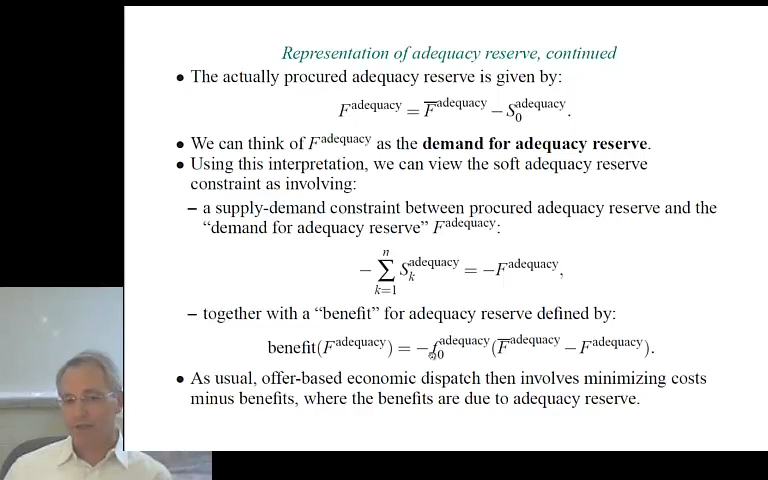 Representation of adequacy reserve, continued
• The actually procured adequacy reserve is given by:
F^adequacy = F̅^adequacy − S_0^adequacy.
• We can think of F^adequacy as the demand for adequacy reserve.
• Using this interpretation, we can view the soft adequacy reserve
constraint as involving:
– a supply-demand constraint between procured adequacy reserve and the
“demand for adequacy reserve” F^adequacy:
− ∑_{k=1}^{n} S_k^adequacy = −F^adequacy,
– together with a “benefit” for adequacy reserve defined by:
benefit(F^adequacy) = −f_0^adequacy(F̅^adequacy − F^adequacy).
• As usual, offer-based economic dispatch then involves minimizing costs
minus benefits, where the benefits are due to adequacy reserve.